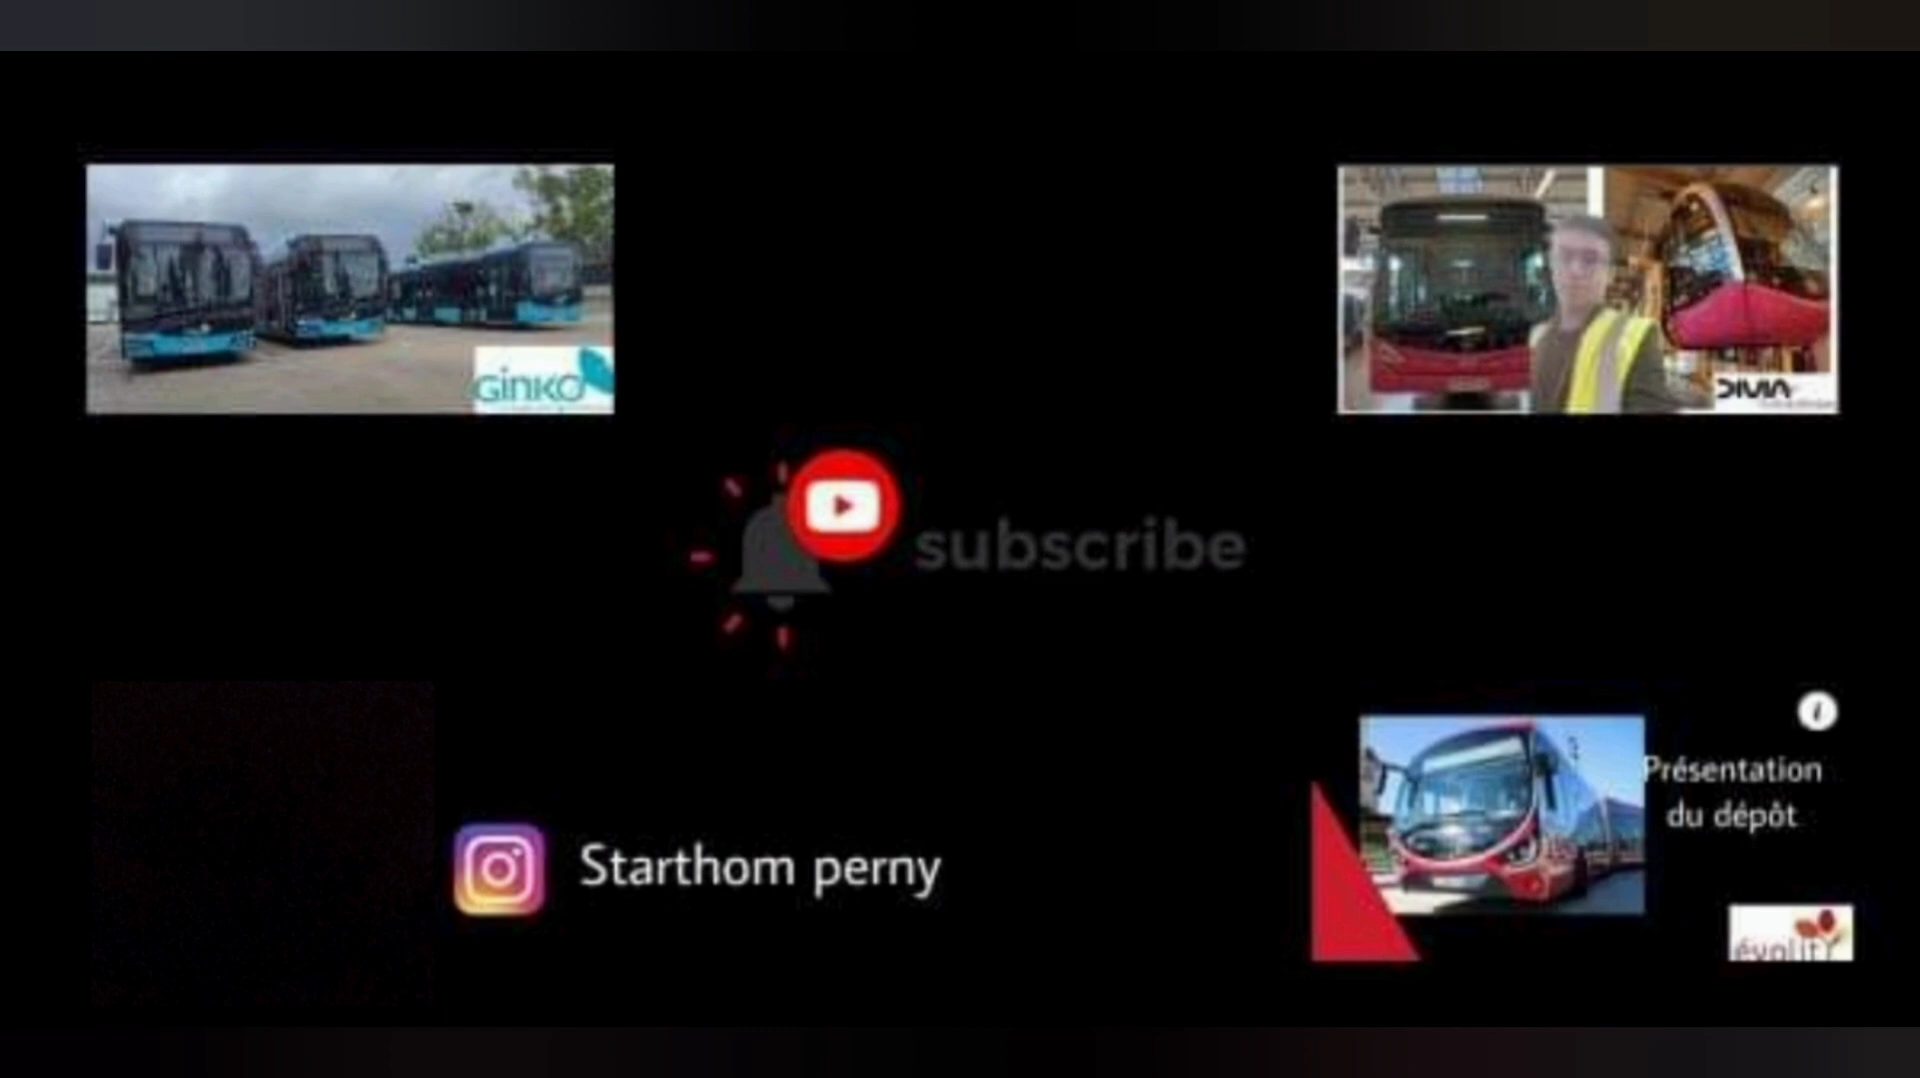 GINKO
DIVIA
subscribe
i
Présentation
du dépôt
Starthom perny
évolity